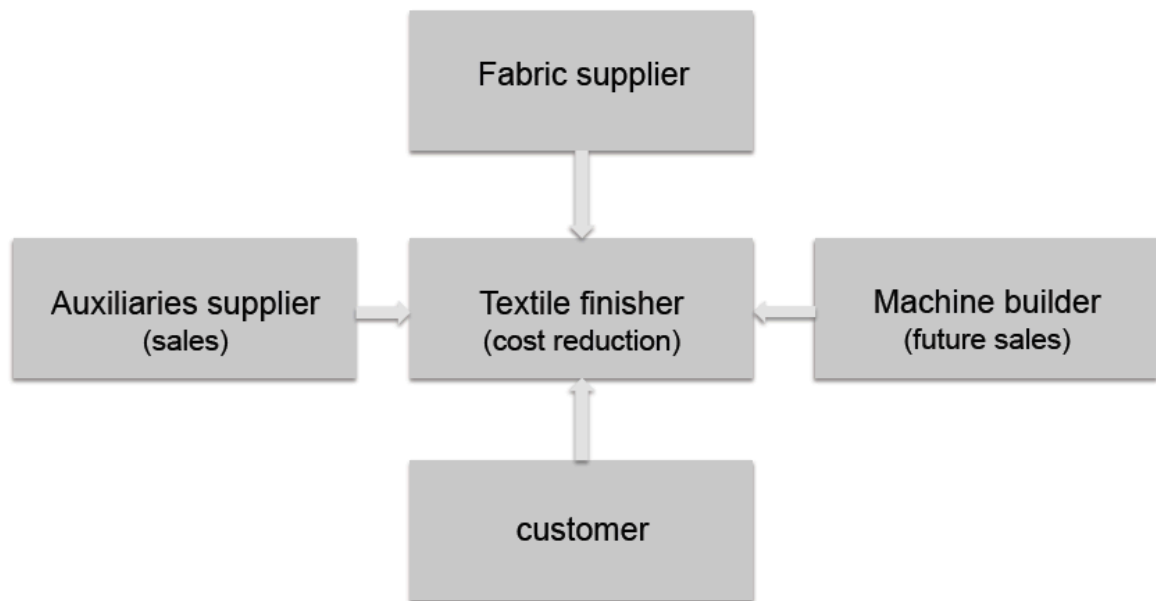 Fabric supplier
Auxiliaries supplier
(sales)
Textile finisher
(cost reduction)
Machine builder
(future sales)
customer